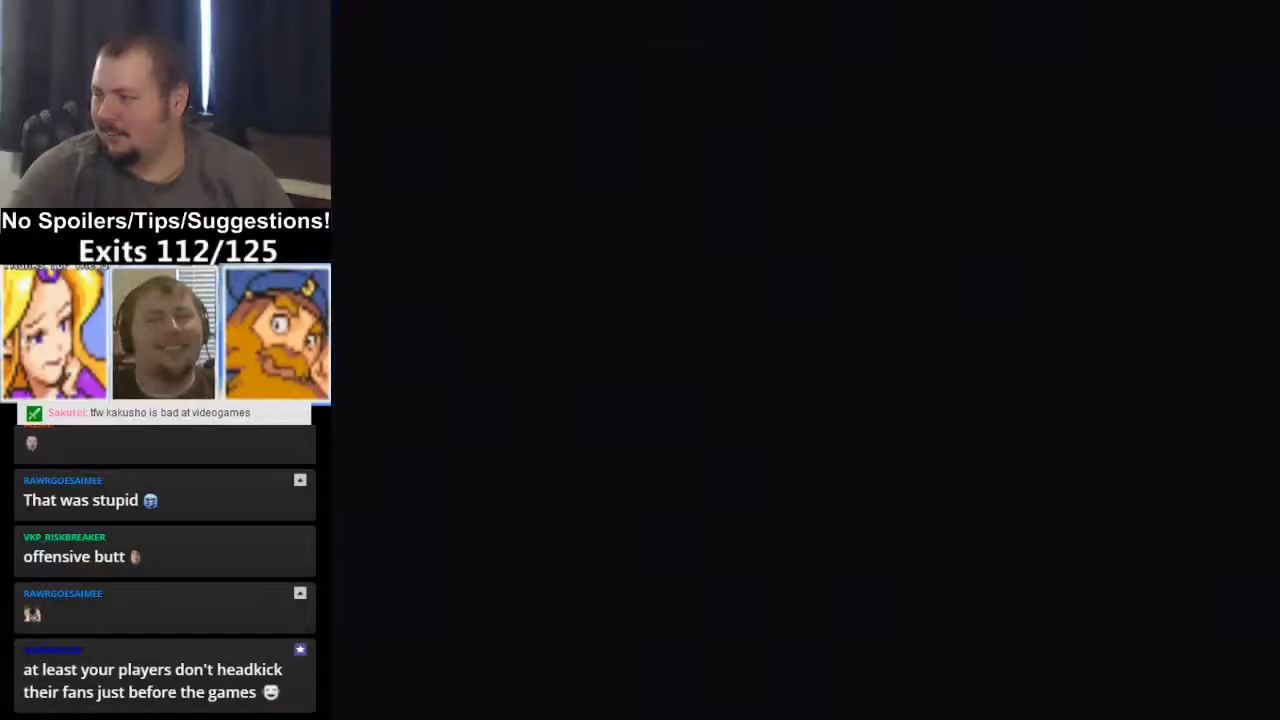 No Spoilers/Tips/Suggestions!
Exits 112/125
Sakurei: tfw kakusho is bad at videogames
RAWRGOESAIMEE
That was stupid
VKP_RISKBREAKER
offensive butt
RAWRGOESAIMEE
at least your players don't headkick
their fans just before the games